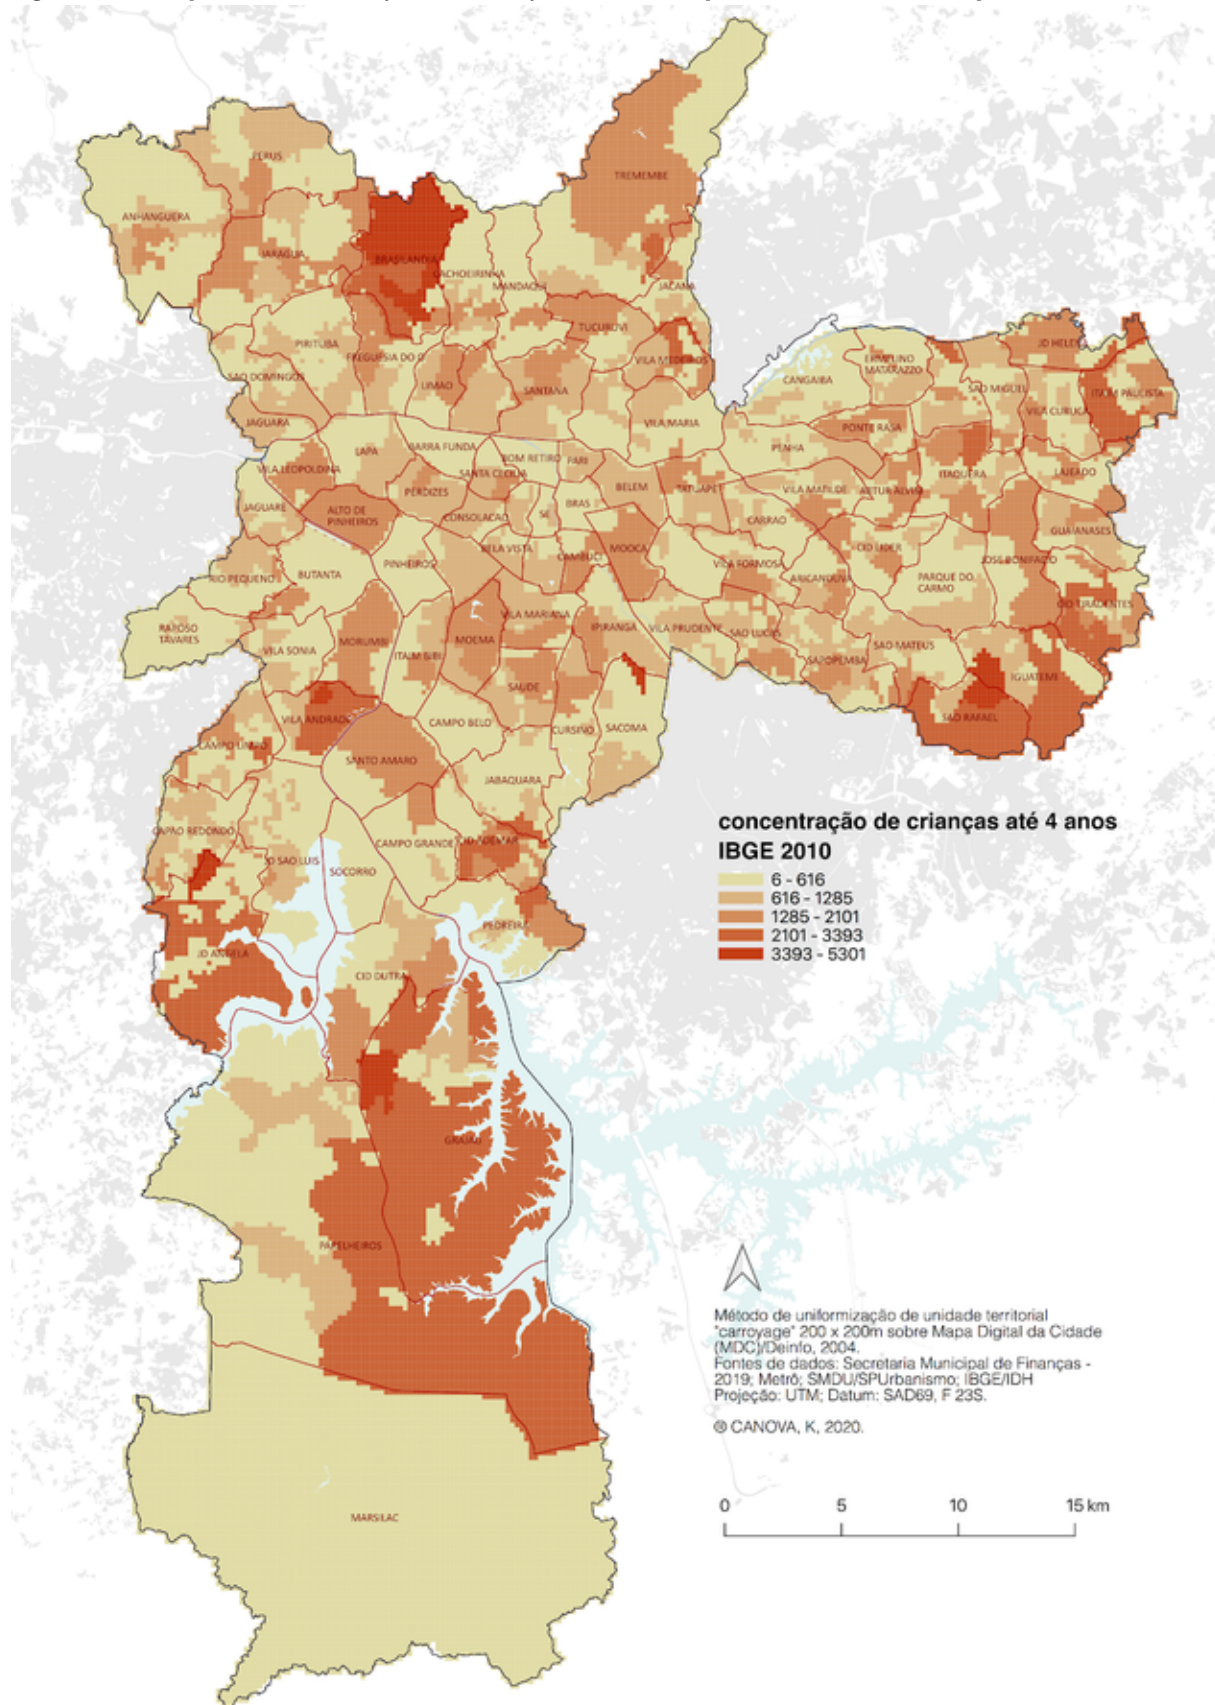 TREMEMBE
PERUS
ANHANGUERA
JARAGUA
BRASILANDIA
CACHOEIRINHA
MANDAQUI
JACANA
TUCURUVI
PIRITUBA
FREGUESIA DO O
VILA MEDEIROS
JD HELENA
SAO DOMINGOS
LIMAO
SANTANA
CANGAIBA
ERMELINO
MATARAZZO
SAO MIGUEL
ITAIM PAULISTA
VILA CURUCA
JAGUARA
VILA MARIA
PONTE RASA
LAPA
BARRA FUNDA
BOM RETIRO
PARI
PENHA
VILA LEOPOLDINA
SANTA CECILIA
ITAQUERA
LAJEADO
PERDIZES
BELEM
TATUAPE
VILA MATILDE
ARTUR ALVIM
JAGUARE
ALTO DE
PINHEIROS
CONSOLACAO
SE
BRAS
CARRAO
GUAIANASES
BELA VISTA
CAMBUCI
MOOCA
CID LIDER
JOSE BONIFACIO
RIO PEQUENO
BUTANTA
PINHEIROS
VILA FORMOSA
ARICANDUVA
PARQUE DO
CARMO
CID TIRADENTES
RAPOSO
TAVARES
VILA SONIA
MORUMBI
ITAIM BIBI
MOEMA
VILA MARIANA
IPIRANGA
VILA PRUDENTE
SAO LUCAS
SAPOPEMBA
SAO MATEUS
IGUATEMI
SAUDE
VILA ANDRADE
CAMPO BELO
CURSINO
SACOMA
SAO RAFAEL
CAMPO LIMPO
SANTO AMARO
JABAQUARA
CAPAO REDONDO
JD SAO LUIS
SOCORRO
CAMPO GRANDE
CID ADEMAR
PEDREIRA
JD ANGELA
CID DUTRA
GRAJAU
PARELHEIROS
MARSILAC
concentração de crianças até 4 anos
IBGE 2010
6 - 616
616 - 1285
1285 - 2101
2101 - 3393
3393 - 5301
Método de uniformização de unidade territorial
"carroyage" 200 x 200m sobre Mapa Digital da Cidade
(MDC)/Deinfo, 2004.
Fontes de dados: Secretaria Municipal de Finanças -
2019; Metrô; SMDU/SPUrbanismo; IBGE/IDH
Projeção: UTM; Datum: SAD69, F 23S.
® CANOVA, K, 2020.
0 5 10 15 km